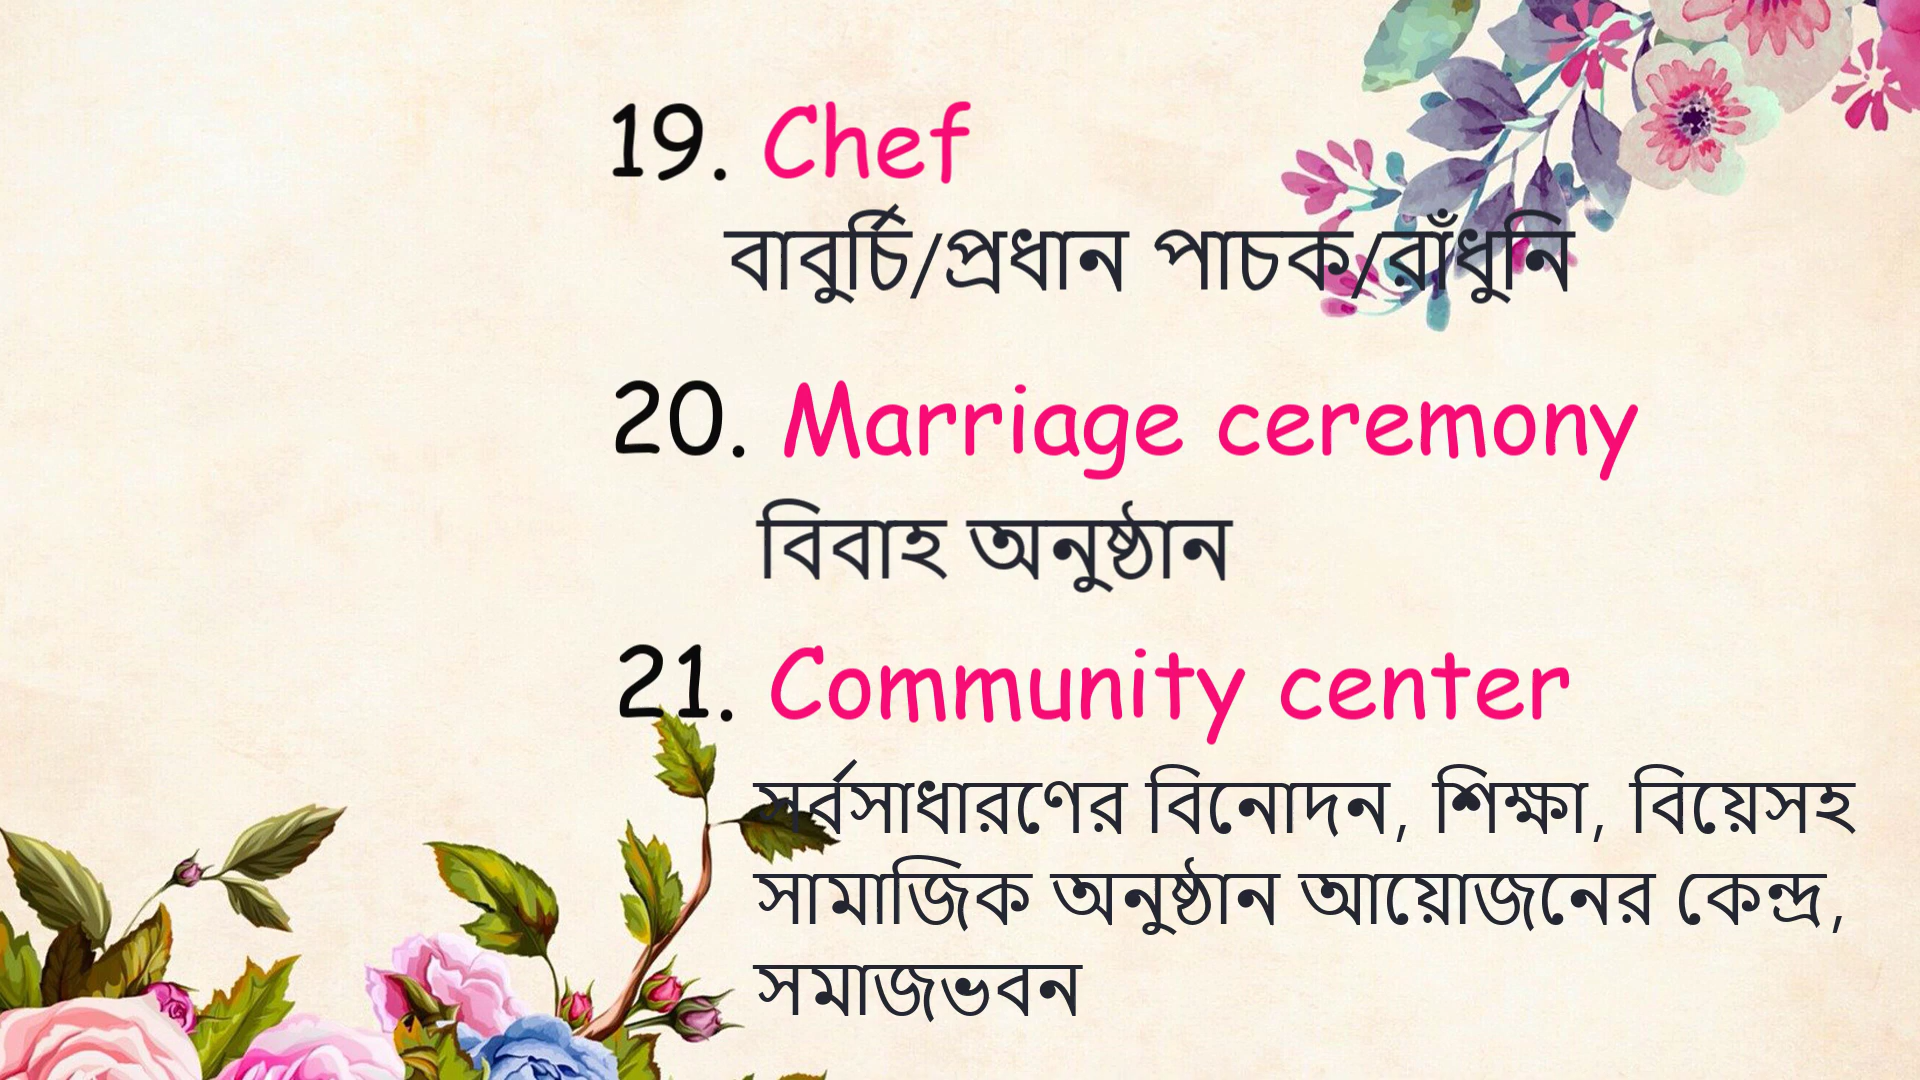 19. Chef
বাবুর্চি/প্রধান পাচক/রাঁধুনি
20. Marriage ceremony
বিবাহ অনুষ্ঠান
21. Community center
সর্বসাধারণের বিনোদন, শিক্ষা, বিয়েসহ
সামাজিক অনুষ্ঠান আয়োজনের কেন্দ্র,
সমাজভবন